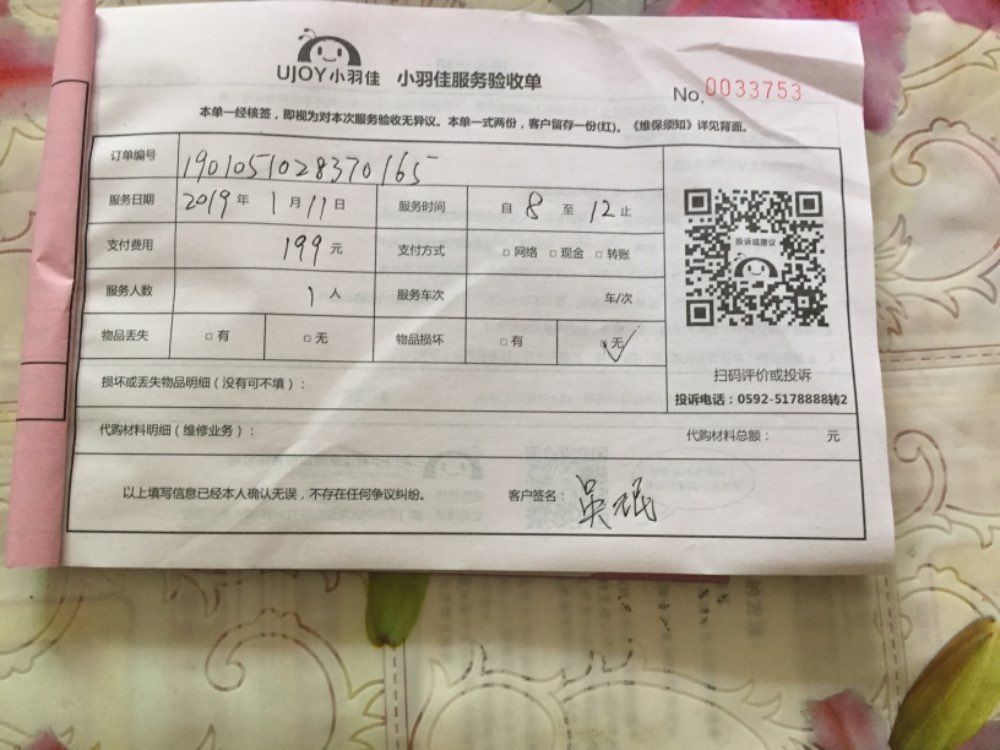 UJOY小羽佳 小羽佳服务验收单
No. 0033753
本单一经核签，即视为对本次服务验收无异议。本单一式两份，客户留存一份(红)。《维保须知》详见背面。
订单编号 1901051028370165
服务日期 2019年 1月11日 服务时间 自 8 至 12 止
支付费用 199 元 支付方式 □网络 □现金 □转账
服务人数 1 人 服务车次 车/次
物品丢失 □有 □无 物品损坏 □有 □无 ✓
投诉或建议
扫码评价或投诉
投诉电话：0592-5178888转2
损坏或丢失物品明细（没有可不填）：
代购材料明细（维修业务）： 代购材料总额： 元
以上填写信息已经本人确认无误，不存在任何争议纠纷。 客户签名：吴珉